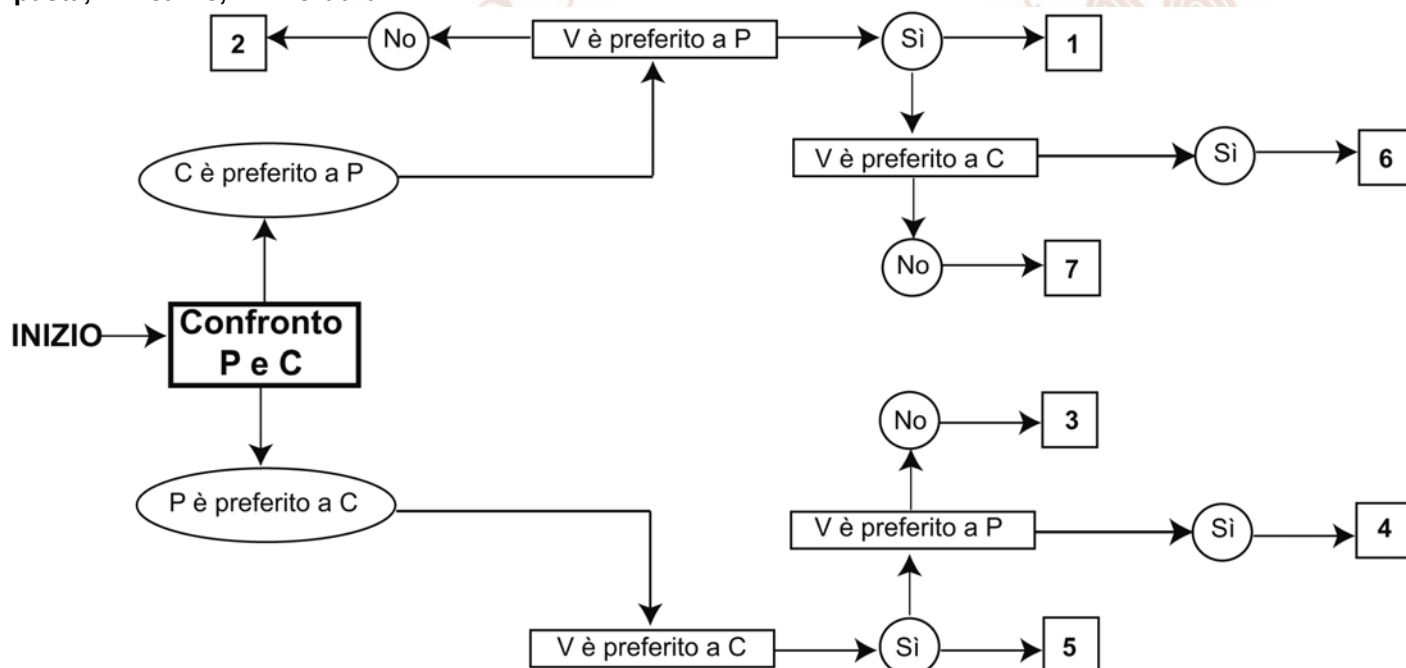 2
No
V è preferito a P
Sì
1
C è preferito a P
V è preferito a C
Sì
6
No
7
INIZIO
Confronto
P e C
No
3
P è preferito a C
V è preferito a P
Sì
4
V è preferito a C
Sì
5